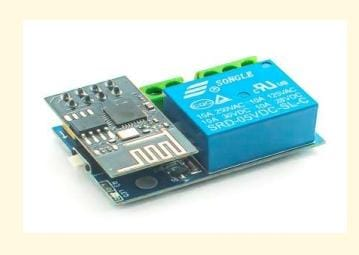 SONGLE
10A 250VAC 10A 125VAC
10A 30VDC 10A 28VDC
SRD-05VDC-SL-C